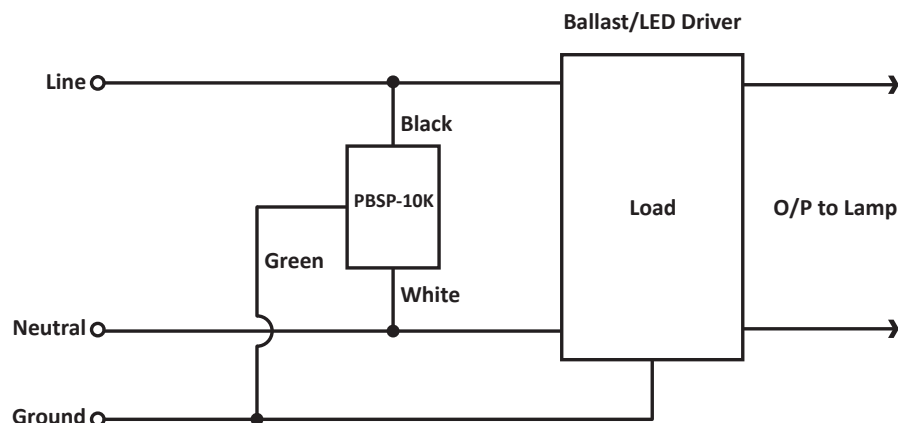 Ballast/LED Driver
Line
Black
PBSP-10K
Load
O/P to Lamp
Green
White
Neutral
Ground